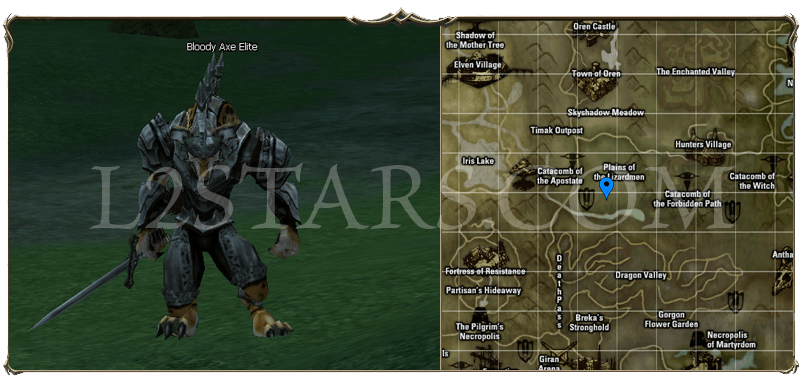 Bloody Axe Elite
L2STARS.COM
Oren Castle
Shadow of
the Mother Tree
Elven Village
Town of Oren
The Enchanted Valley
N
Skyshadow Meadow
Timak Outpost
Hunters Village
Iris Lake
Catacomb of
the Apostate
Plains of
the Lizardmen
Catacomb of
the Witch
Catacomb of
the Forbidden Path
Antha
Fortress of Resistance
Death Pass
Dragon Valley
Partisan's Hideaway
The Pilgrim's
Necropolis
Breka's
Stronghold
Gorgon
Flower Garden
Necropolis
of Martyrdom
ls
Giran
Arena